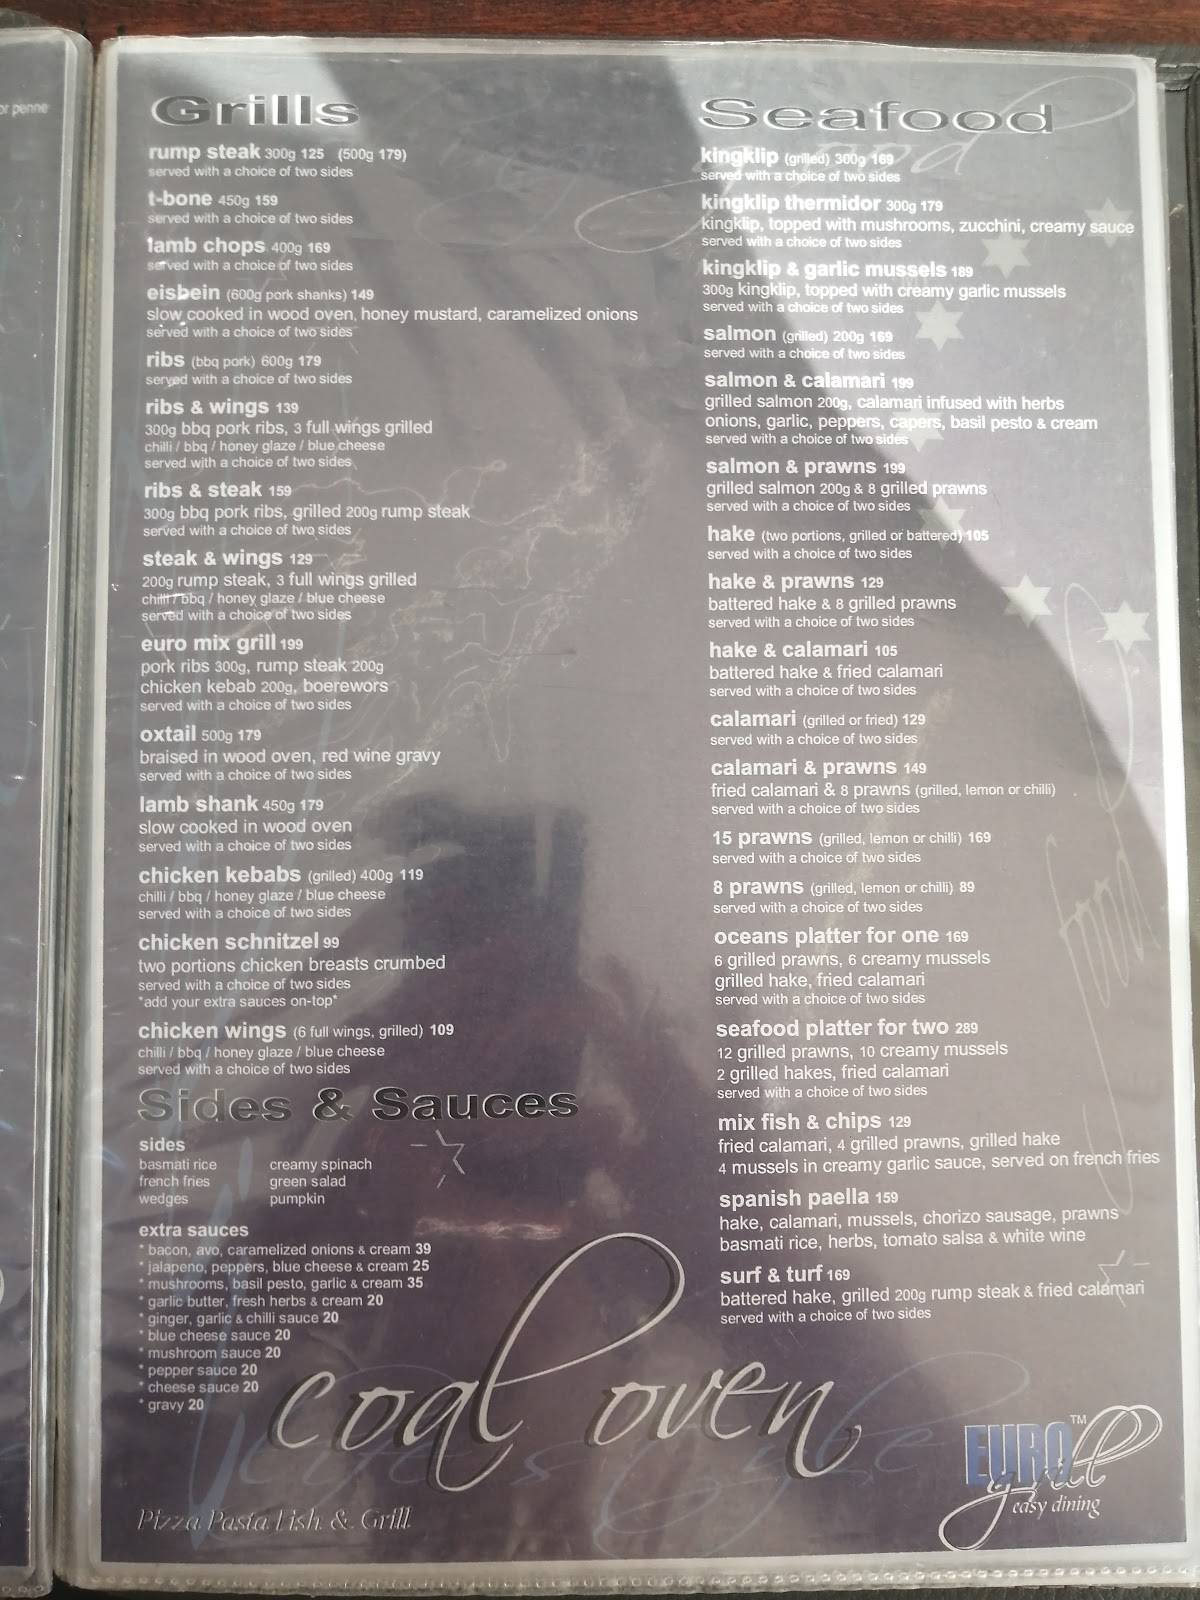 or penne
Grills
rump steak 300g 125 (500g 179)
served with a choice of two sides
t-bone 450g 159
served with a choice of two sides
lamb chops 400g 169
served with a choice of two sides
eisbein (600g pork shanks) 149
slow cooked in wood oven, honey mustard, caramelized onions
served with a choice of two sides
ribs (bbq pork) 600g 179
served with a choice of two sides
ribs & wings 139
300g bbq pork ribs, 3 full wings grilled
chilli / bbq / honey glaze / blue cheese
served with a choice of two sides
ribs & steak 159
300g bbq pork ribs, grilled 200g rump steak
served with a choice of two sides
steak & wings 129
200g rump steak, 3 full wings grilled
chilli / bbq / honey glaze / blue cheese
served with a choice of two sides
euro mix grill 199
pork ribs 300g, rump steak 200g
chicken kebab 200g, boerewors
served with a choice of two sides
oxtail 500g 179
braised in wood oven, red wine gravy
served with a choice of two sides
lamb shank 450g 179
slow cooked in wood oven
served with a choice of two sides
chicken kebabs (grilled) 400g 119
chilli / bbq / honey glaze / blue cheese
served with a choice of two sides
chicken schnitzel 99
two portions chicken breasts crumbed
served with a choice of two sides
*add your extra sauces on-top*
chicken wings (6 full wings, grilled) 109
chilli / bbq / honey glaze / blue cheese
served with a choice of two sides
Sides & Sauces
sides
basmati rice creamy spinach
french fries green salad
wedges pumpkin
extra sauces
* bacon, avo, caramelized onions & cream 39
* jalapeno, peppers, blue cheese & cream 25
* mushrooms, basil pesto, garlic & cream 35
* garlic butter, fresh herbs & cream 20
* ginger, garlic & chilli sauce 20
* blue cheese sauce 20
* mushroom sauce 20
* pepper sauce 20
* cheese sauce 20
* gravy 20
Seafood
kingklip (grilled) 300g 169
served with a choice of two sides
kingklip thermidor 300g 179
kingklip, topped with mushrooms, zucchini, creamy sauce
served with a choice of two sides
kingklip & garlic mussels 189
300g kingklip, topped with creamy garlic mussels
served with a choice of two sides
salmon (grilled) 200g 169
served with a choice of two sides
salmon & calamari 199
grilled salmon 200g, calamari infused with herbs
onions, garlic, peppers, capers, basil pesto & cream
served with a choice of two sides
salmon & prawns 199
grilled salmon 200g & 8 grilled prawns
served with a choice of two sides
hake (two portions, grilled or battered) 105
served with a choice of two sides
hake & prawns 129
battered hake & 8 grilled prawns
served with a choice of two sides
hake & calamari 105
battered hake & fried calamari
served with a choice of two sides
calamari (grilled or fried) 129
served with a choice of two sides
calamari & prawns 149
fried calamari & 8 prawns (grilled, lemon or chilli)
served with a choice of two sides
15 prawns (grilled, lemon or chilli) 169
served with a choice of two sides
8 prawns (grilled, lemon or chilli) 89
served with a choice of two sides
oceans platter for one 169
6 grilled prawns, 6 creamy mussels
grilled hake, fried calamari
served with a choice of two sides
seafood platter for two 289
12 grilled prawns, 10 creamy mussels
2 grilled hakes, fried calamari
served with a choice of two sides
mix fish & chips 129
fried calamari, 4 grilled prawns, grilled hake
4 mussels in creamy garlic sauce, served on french fries
spanish paella 159
hake, calamari, mussels, chorizo sausage, prawns
basmati rice, herbs, tomato salsa & white wine
surf & turf 169
battered hake, grilled 200g rump steak & fried calamari
served with a choice of two sides
coal oven
EURO TM
grill
easy dining
Pizza Pasta Fish & Grill